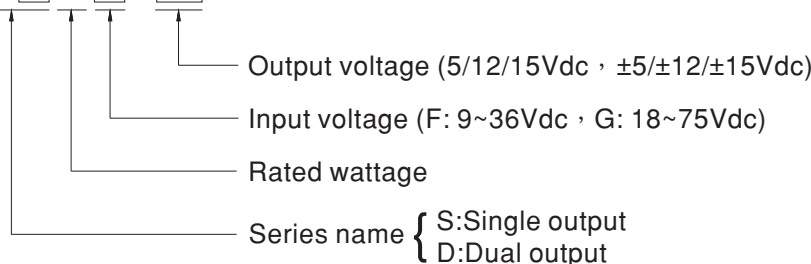 Output voltage (5/12/15Vdc，±5/±12/±15Vdc)
Input voltage (F: 9~36Vdc，G: 18~75Vdc)
Rated wattage
Series name { S:Single output
D:Dual output